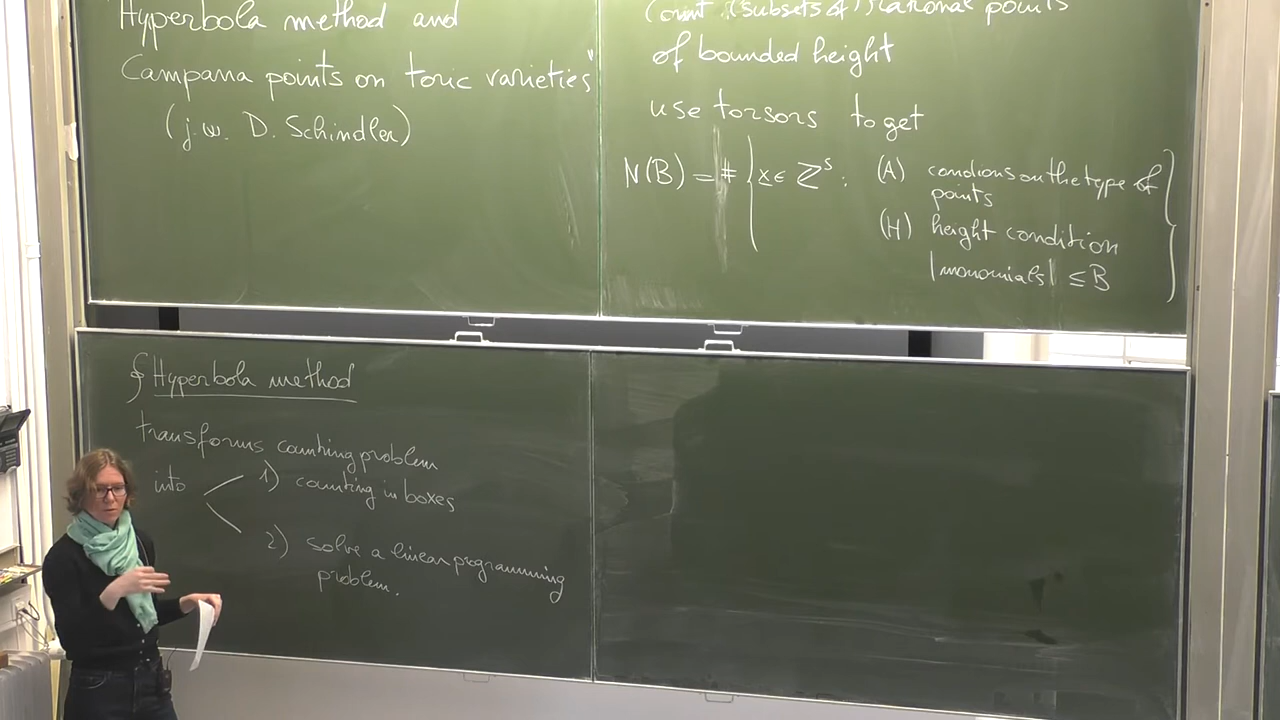 "Hyperbola method and
Campana points on toric varieties"
(j.w. D. Schindler)
Count (subsets of) rational points
of bounded height
use torsors to get
N(B) = # { x ∈ ℤˢ : (A) condions on the type of
points
(H) height condition
|monomials| ≤ B }
§ Hyperbola method
transforms counting problem
into 1) counting in boxes
2) solve a linear programming
problem.